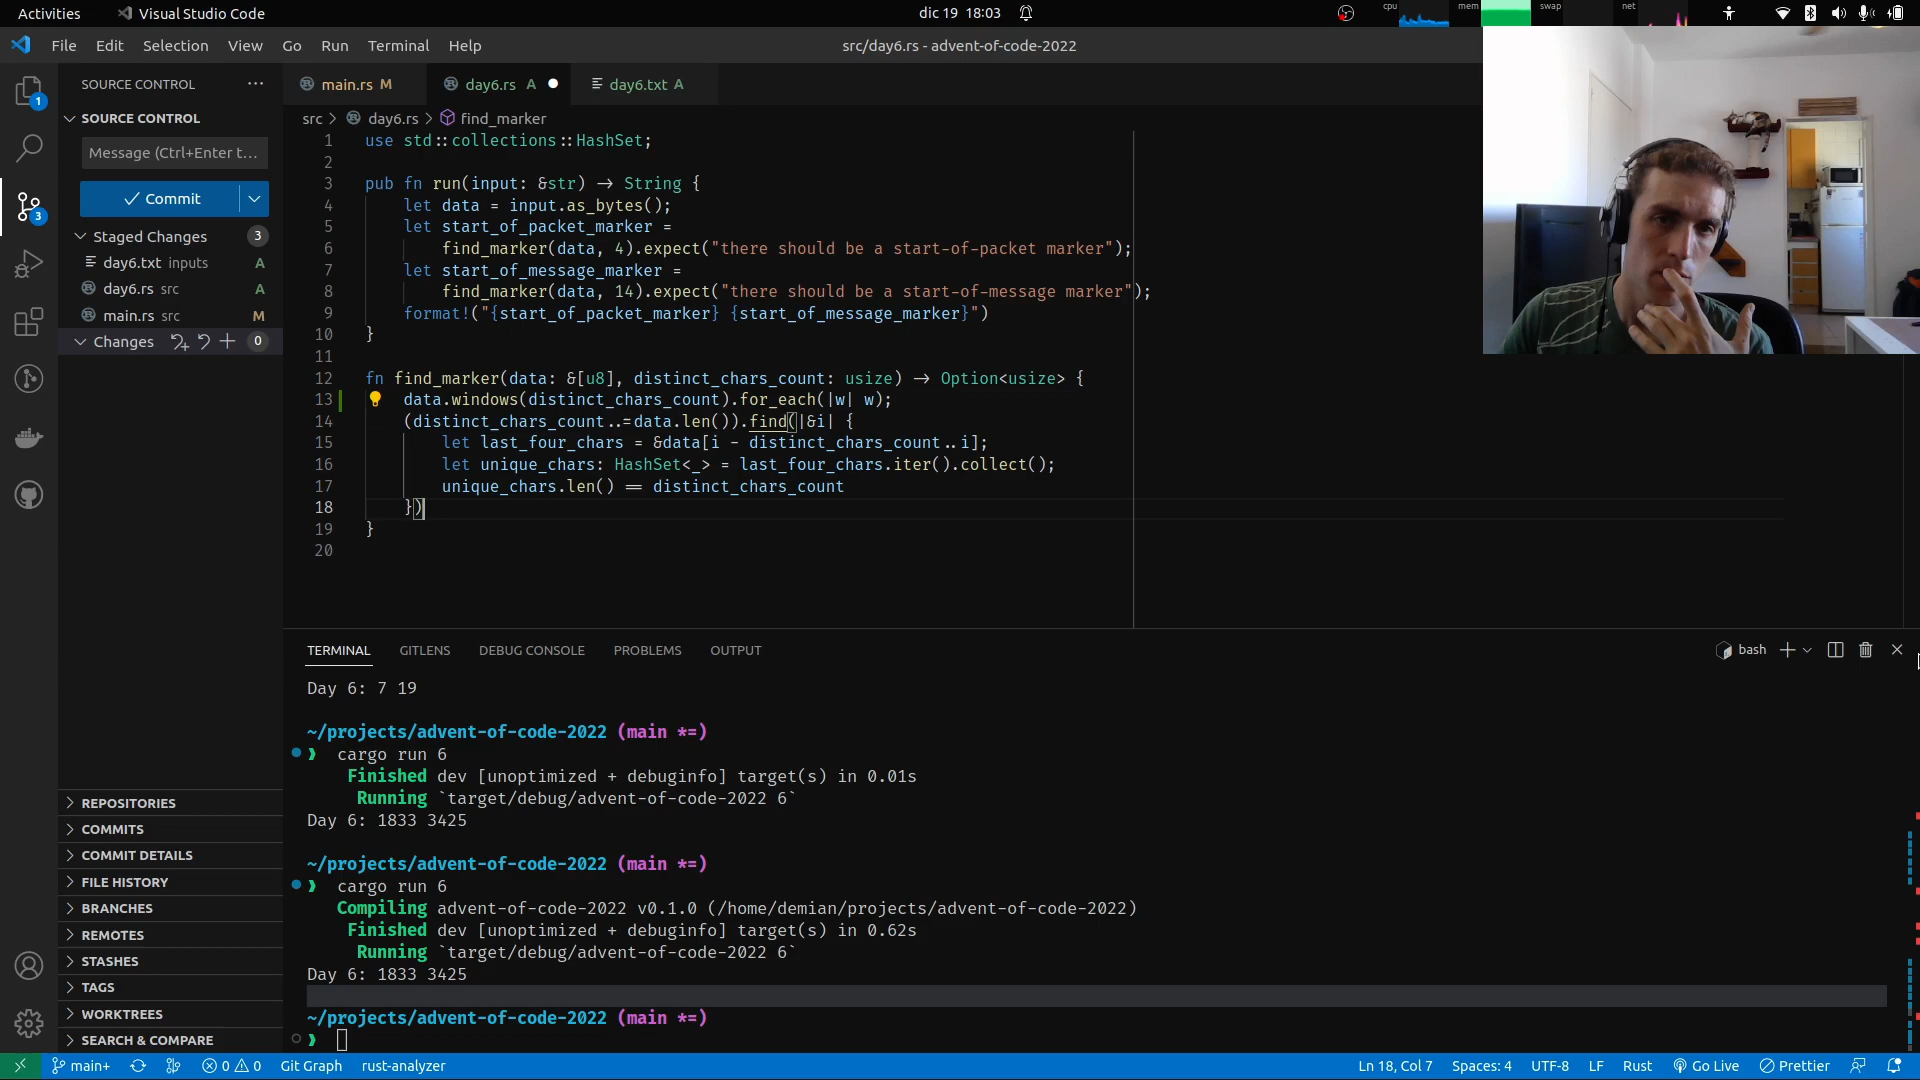 Activities Visual Studio Code dic 19 18:03 cpu mem swap net
File Edit Selection View Go Run Terminal Help src/day6.rs - advent-of-code-2022
SOURCE CONTROL ···
main.rs M day6.rs A day6.txt A
1
SOURCE CONTROL
src > day6.rs > find_marker
Message (Ctrl+Enter t...
Commit
3
Staged Changes 3
day6.txt inputs A
day6.rs src A
main.rs src M
Changes 0
1 use std::collections::HashSet;
2
3 pub fn run(input: &str) → String {
4 let data = input.as_bytes();
5 let start_of_packet_marker =
6 find_marker(data, 4).expect("there should be a start-of-packet marker");
7 let start_of_message_marker =
8 find_marker(data, 14).expect("there should be a start-of-message marker");
9 format!("{start_of_packet_marker} {start_of_message_marker}")
10 }
11
12 fn find_marker(data: &[u8], distinct_chars_count: usize) → Option<usize> {
13 data.windows(distinct_chars_count).for_each(|w| w);
14 (distinct_chars_count..=data.len()).find(|&i| {
15 let last_four_chars = &data[i - distinct_chars_count..i];
16 let unique_chars: HashSet<_> = last_four_chars.iter().collect();
17 unique_chars.len() == distinct_chars_count
18 })
19 }
20
REPOSITORIES
COMMITS
COMMIT DETAILS
FILE HISTORY
BRANCHES
REMOTES
STASHES
TAGS
WORKTREES
SEARCH & COMPARE
TERMINAL GITLENS DEBUG CONSOLE PROBLEMS OUTPUT bash
Day 6: 7 19
~/projects/advent-of-code-2022 (main *=)
❱ cargo run 6
Finished dev [unoptimized + debuginfo] target(s) in 0.01s
Running `target/debug/advent-of-code-2022 6`
Day 6: 1833 3425
~/projects/advent-of-code-2022 (main *=)
❱ cargo run 6
Compiling advent-of-code-2022 v0.1.0 (/home/demian/projects/advent-of-code-2022)
Finished dev [unoptimized + debuginfo] target(s) in 0.62s
Running `target/debug/advent-of-code-2022 6`
Day 6: 1833 3425
~/projects/advent-of-code-2022 (main *=)
❱
main+ 0 0 Git Graph rust-analyzer Ln 18, Col 7 Spaces: 4 UTF-8 LF Rust Go Live Prettier